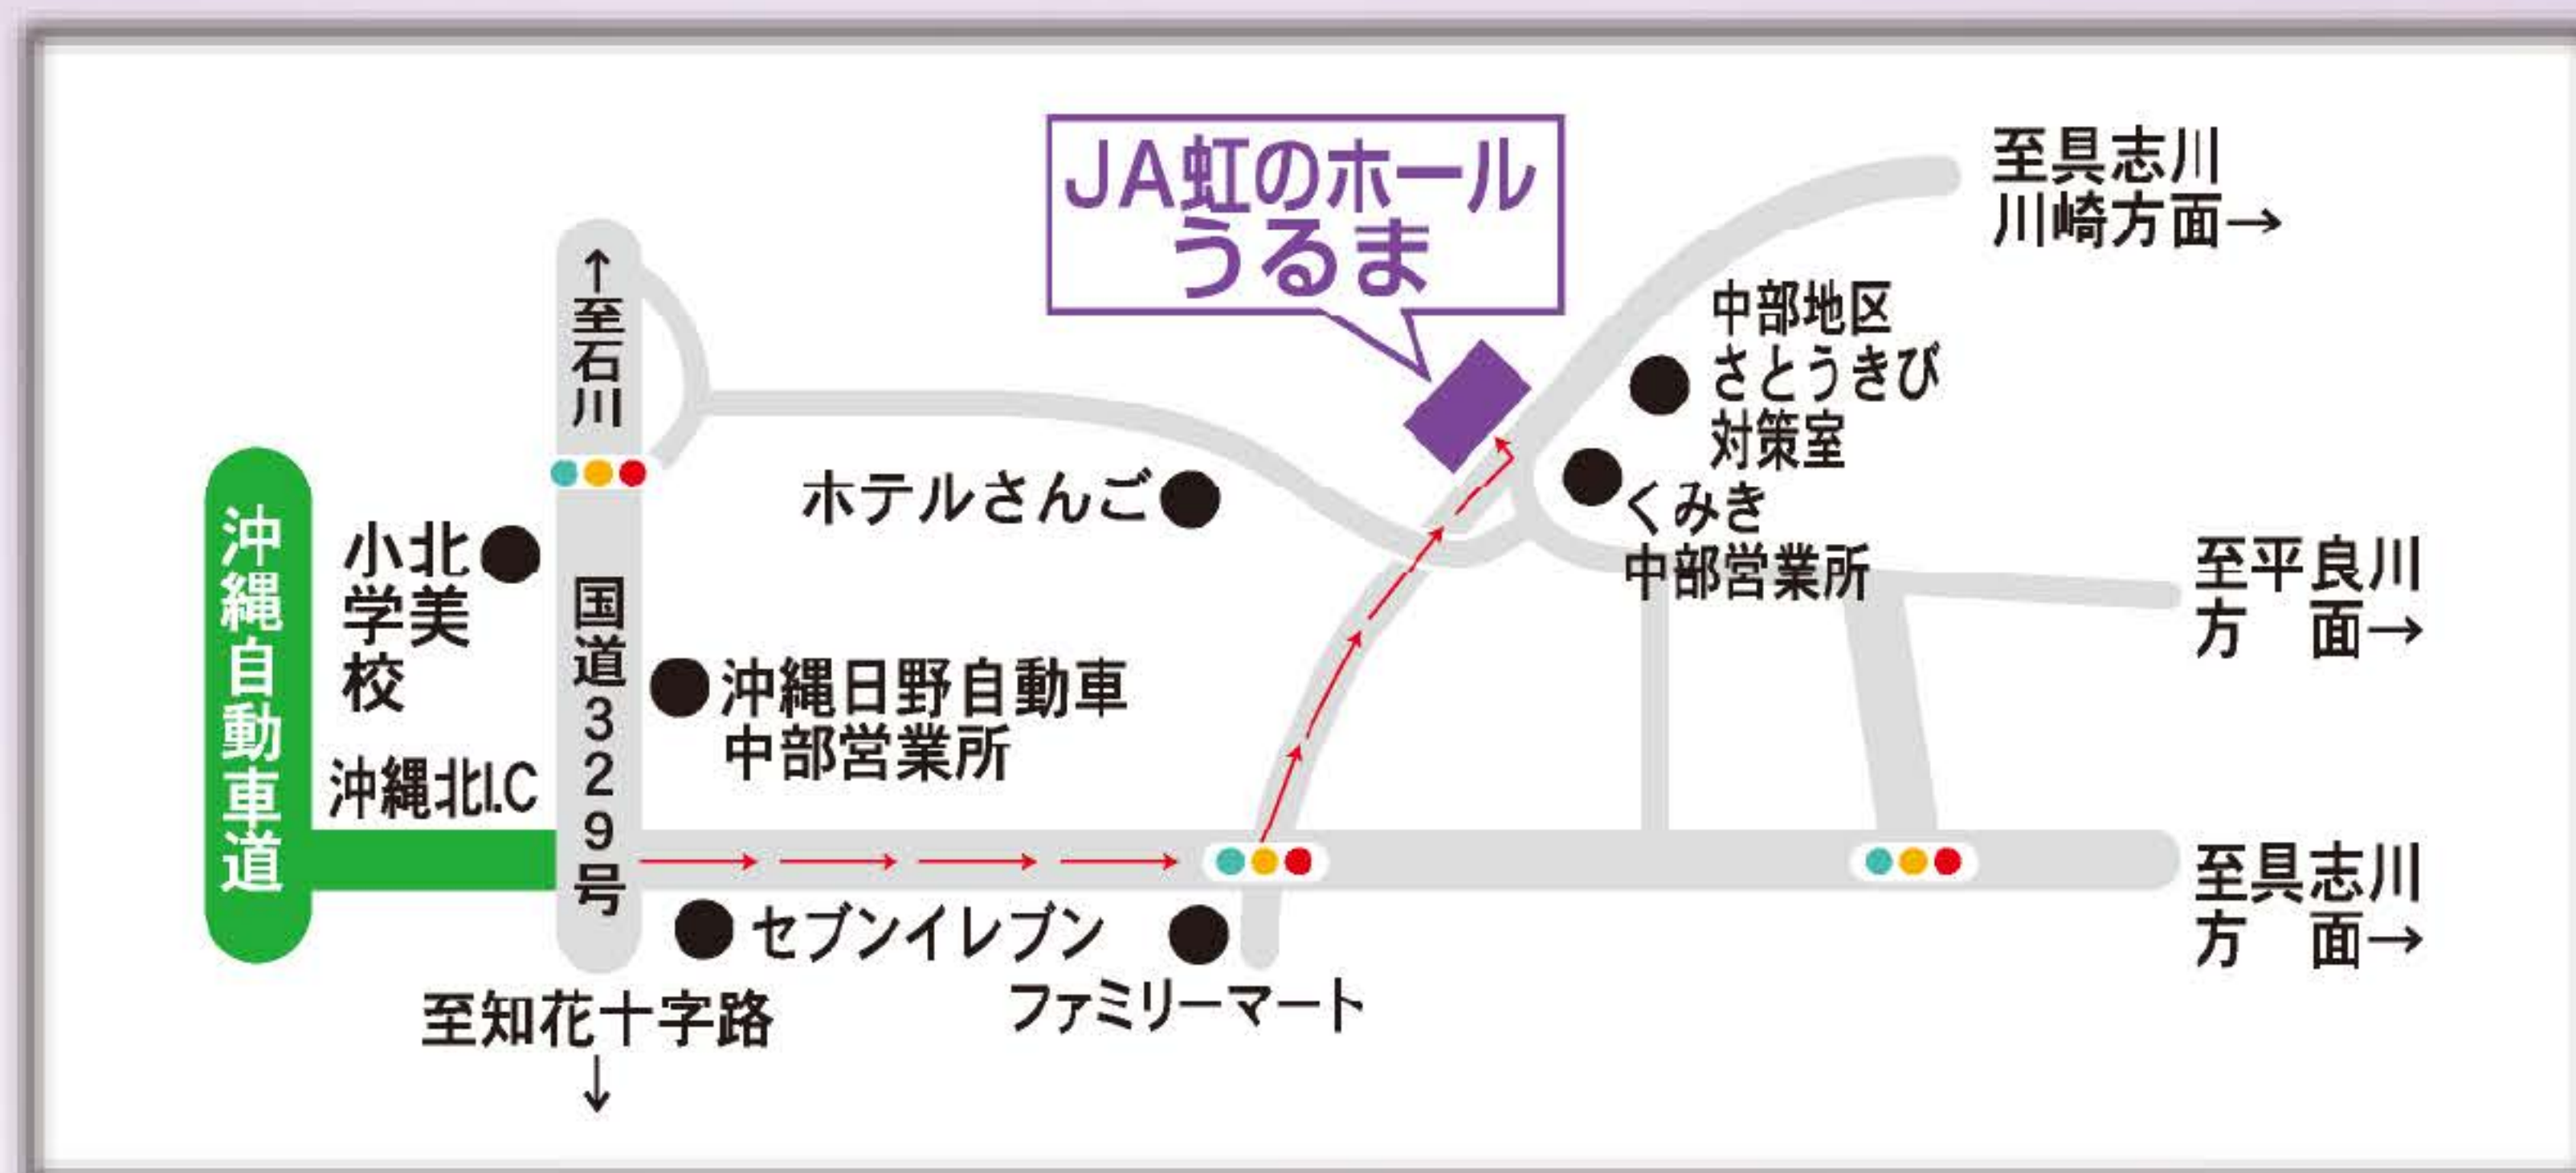 JA虹のホール
うるま
至具志川
川崎方面→
↑至石川
中部地区
さとうきび
対策室
くみき
中部営業所
ホテルさんご
沖縄自動車道
北美
小学校
国道329号
至平良川
方　面→
沖縄日野自動車
中部営業所
沖縄北I.C
至具志川
方　面→
セブンイレブン
ファミリーマート
至知花十字路
↓